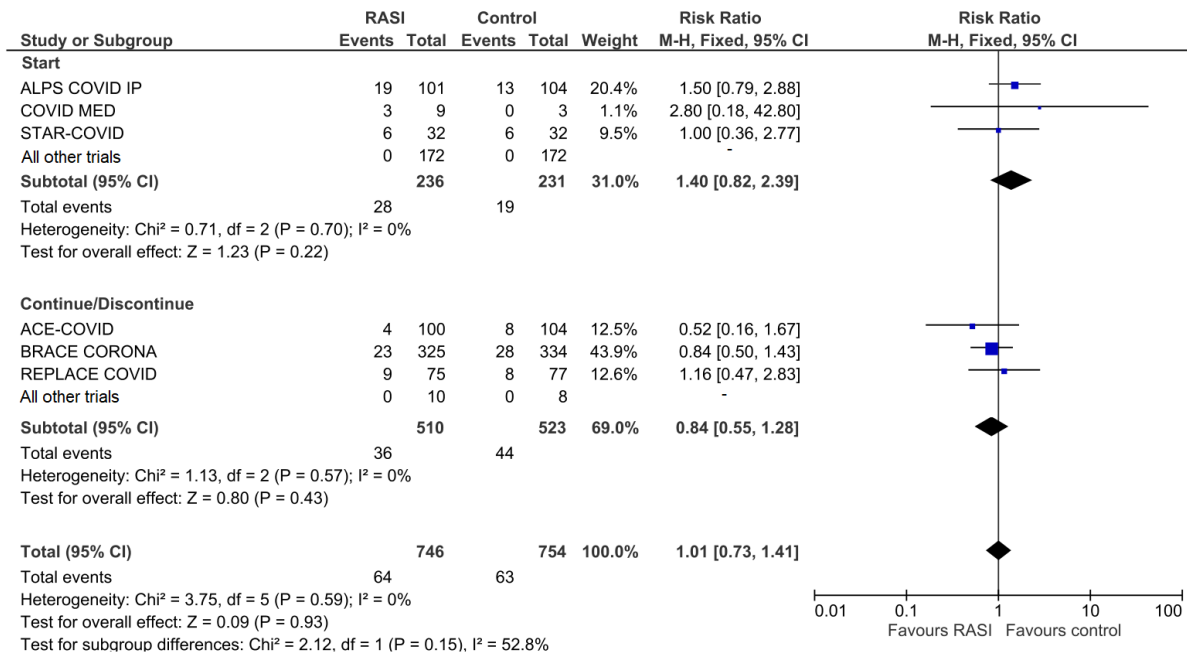 RASI Control Risk Ratio Risk Ratio
Study or Subgroup Events Total Events Total Weight M-H, Fixed, 95% CI M-H, Fixed, 95% CI
Start
ALPS COVID IP 19 101 13 104 20.4% 1.50 [0.79, 2.88]
COVID MED 3 9 0 3 1.1% 2.80 [0.18, 42.80]
STAR-COVID 6 32 6 32 9.5% 1.00 [0.36, 2.77]
All other trials 0 172 0 172 -
Subtotal (95% CI) 236 231 31.0% 1.40 [0.82, 2.39]
Total events 28 19
Heterogeneity: Chi² = 0.71, df = 2 (P = 0.70); I² = 0%
Test for overall effect: Z = 1.23 (P = 0.22)
Continue/Discontinue
ACE-COVID 4 100 8 104 12.5% 0.52 [0.16, 1.67]
BRACE CORONA 23 325 28 334 43.9% 0.84 [0.50, 1.43]
REPLACE COVID 9 75 8 77 12.6% 1.16 [0.47, 2.83]
All other trials 0 10 0 8 -
Subtotal (95% CI) 510 523 69.0% 0.84 [0.55, 1.28]
Total events 36 44
Heterogeneity: Chi² = 1.13, df = 2 (P = 0.57); I² = 0%
Test for overall effect: Z = 0.80 (P = 0.43)
Total (95% CI) 746 754 100.0% 1.01 [0.73, 1.41]
Total events 64 63
Heterogeneity: Chi² = 3.75, df = 5 (P = 0.59); I² = 0%
Test for overall effect: Z = 0.09 (P = 0.93)
Test for subgroup differences: Chi² = 2.12, df = 1 (P = 0.15), I² = 52.8%
0.01 0.1 1 10 100
Favours RASI Favours control